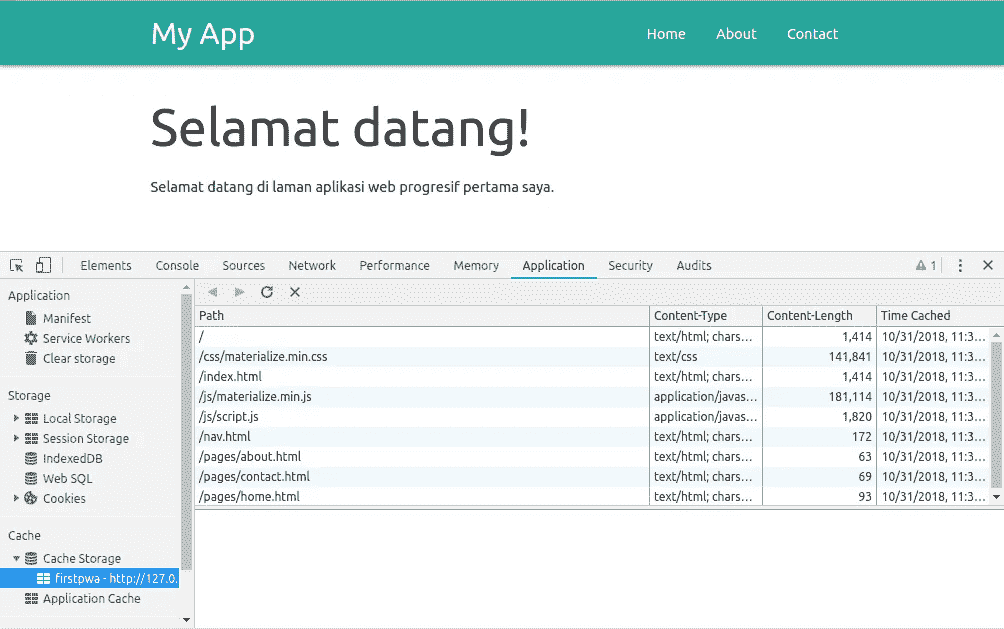 My App Home About Contact
Selamat datang!
Selamat datang di laman aplikasi web progresif pertama saya.
Elements Console Sources Network Performance Memory Application Security Audits 1
Application
Manifest
Service Workers
Clear storage
Storage
Local Storage
Session Storage
IndexedDB
Web SQL
Cookies
Cache
Cache Storage
firstpwa - http://127.0.
Application Cache
Path Content-Type Content-Length Time Cached
/ text/html; chars... 1,414 10/31/2018, 11:3...
/css/materialize.min.css text/css 141,841 10/31/2018, 11:3...
/index.html text/html; chars... 1,414 10/31/2018, 11:3...
/js/materialize.min.js application/javas... 181,114 10/31/2018, 11:3...
/js/script.js application/javas... 1,820 10/31/2018, 11:3...
/nav.html text/html; chars... 172 10/31/2018, 11:3...
/pages/about.html text/html; chars... 63 10/31/2018, 11:3...
/pages/contact.html text/html; chars... 69 10/31/2018, 11:3...
/pages/home.html text/html; chars... 93 10/31/2018, 11:3...